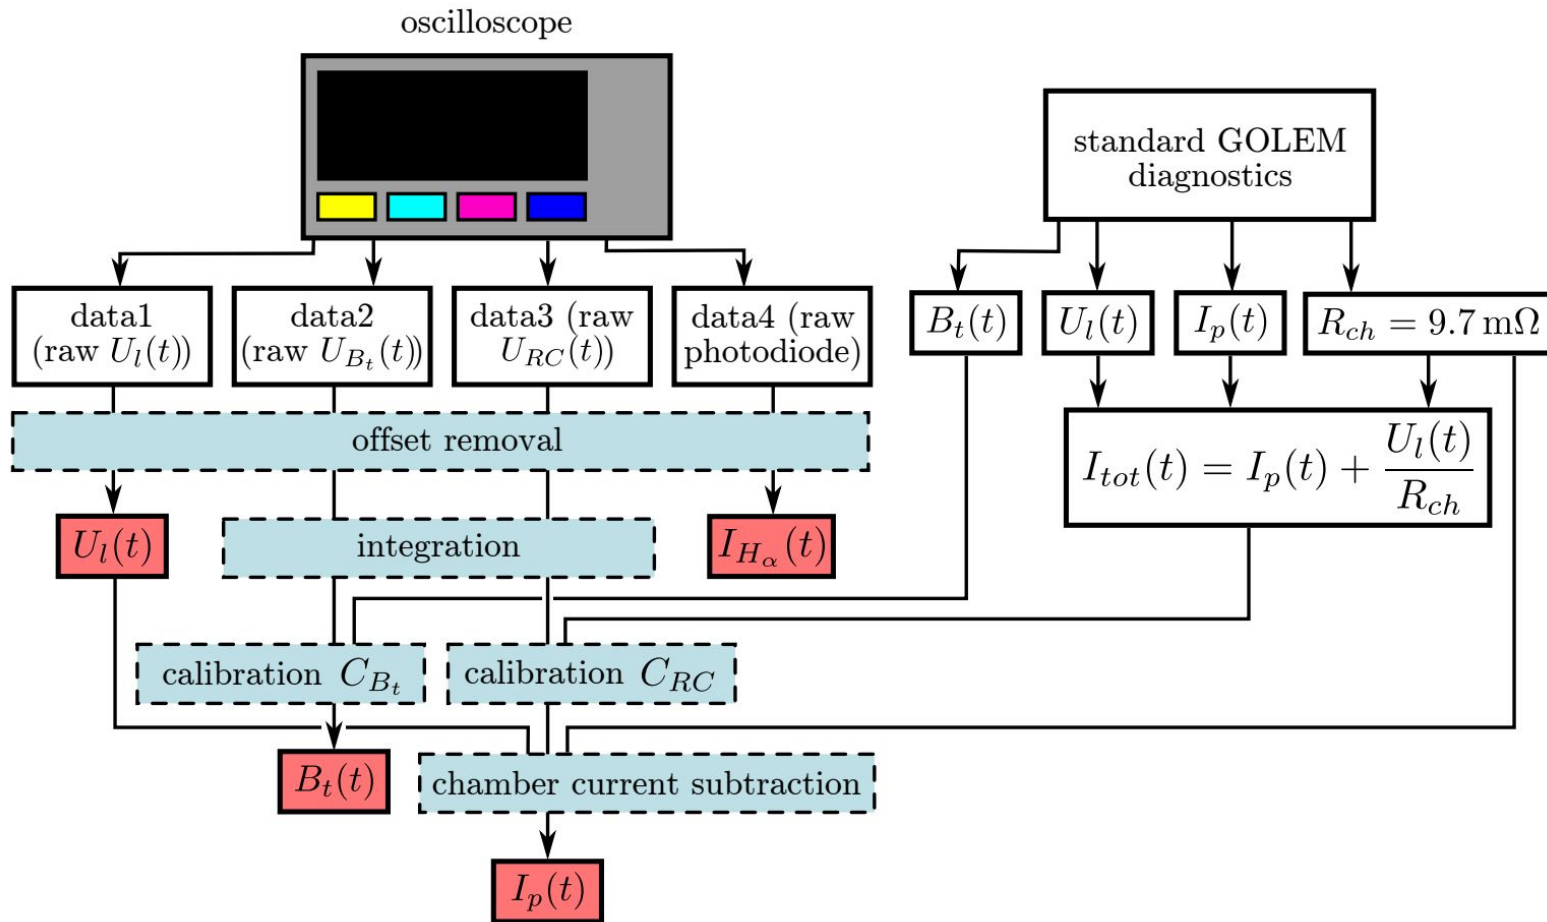 oscilloscope
standard GOLEM
diagnostics
data1
(raw U_l(t))
data2
(raw U_{B_t}(t))
data3 (raw
U_{RC}(t))
data4 (raw
photodiode)
B_t(t)
U_l(t)
I_p(t)
R_{ch} = 9.7 mΩ
offset removal
I_{tot}(t) = I_p(t) + \frac{U_l(t)}{R_{ch}}
U_l(t)
integration
I_{H_α}(t)
calibration C_{B_t}
calibration C_{RC}
B_t(t)
chamber current subtraction
I_p(t)